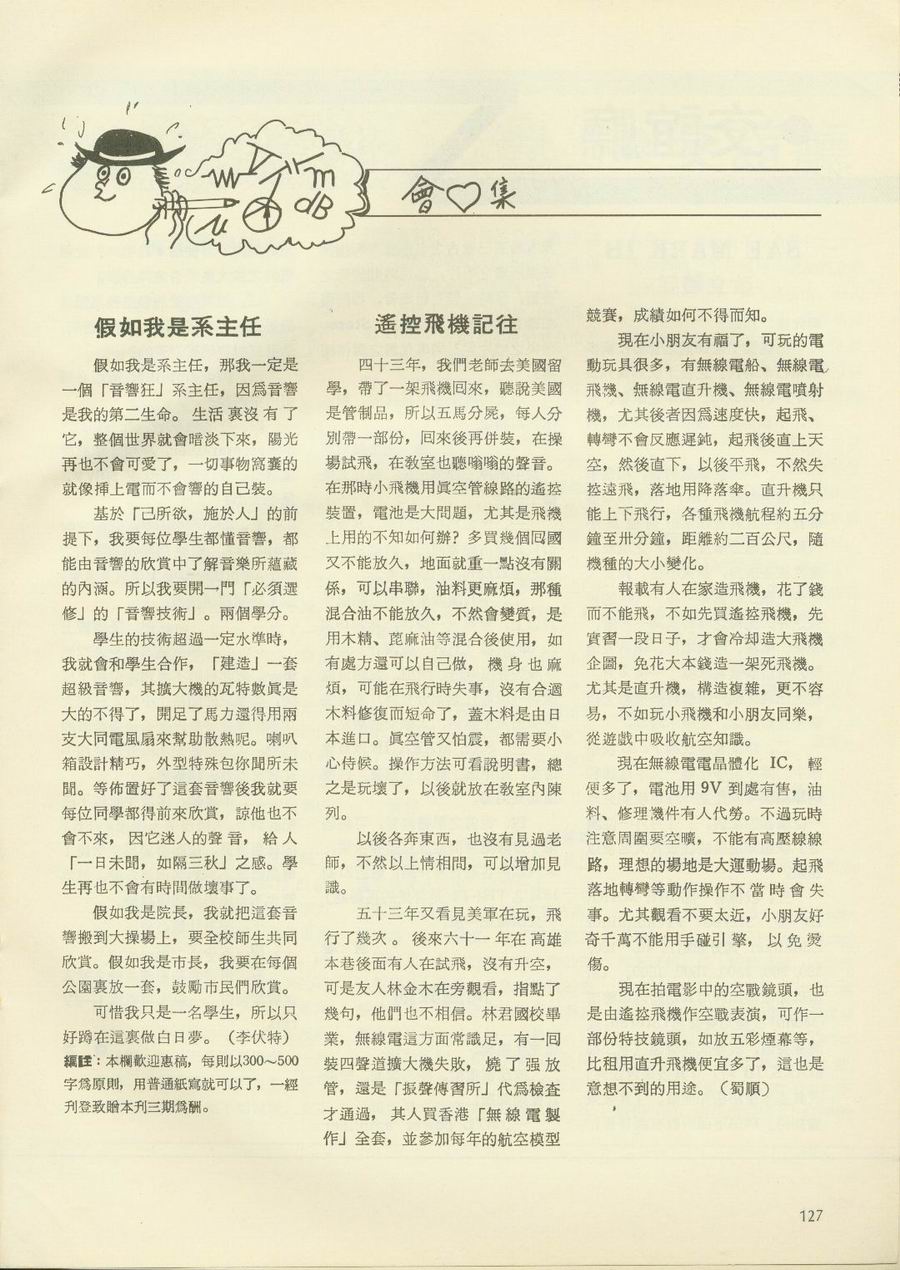 會♡集
m
dB
μ
假如我是系主任
假如我是系主任，那我一定是
一個「音響狂」系主任，因爲音響
是我的第二生命。生活裏沒有了
它，整個世界就會暗淡下來，陽光
再也不會可愛了，一切事物窩囊的
就像挿上電而不會響的自己裝。
基於「己所欲，施於人」的前
提下，我要每位學生都懂音響，都
能由音響的欣賞中了解音樂所蘊藏
的內涵。所以我要開一門「必須選
修」的「音響技術」。兩個學分。
學生的技術超過一定水準時，
我就會和學生合作，「建造」一套
超級音響，其擴大機的瓦特數眞是
大的不得了，開足了馬力還得用兩
支大同電風扇來幫助散熱呢。喇叭
箱設計精巧，外型特殊包你聞所未
聞。等佈置好了這套音響後我就要
每位同學都得前來欣賞，諒他也不
會不來，因它迷人的聲音，給人
「一日未聞，如隔三秋」之感。學
生再也不會有時間做壞事了。
假如我是院長，我就把這套音
響搬到大操場上，要全校師生共同
欣賞。假如我是市長，我要在每個
公園裏放一套，鼓勵市民們欣賞。
可惜我只是一名學生，所以只
好蹲在這裏做白日夢。（李伏特）
編註：本欄歡迎惠稿，每則以300～500
字爲原則，用普通紙寫就可以了，一經
刋登致贈本刋三期爲酬。
遙控飛機記往
四十三年，我們老師去美國留
學，帶了一架飛機回來，聽說美國
是管制品，所以五馬分屍，每人分
別帶一部份，回來後再併裝，在操
場試飛，在敎室也聽嗡嗡的聲音。
在那時小飛機用眞空管線路的遙控
裝置，電池是大問題，尤其是飛機
上用的不知如何辦？多買幾個囘國
又不能放久，地面就重一點沒有關
係，可以串聯，油料更麻煩，那種
混合油不能放久，不然會變質，是
用木精、蓖麻油等混合後使用，如
有處方還可以自己做，機身也麻
煩，可能在飛行時失事，沒有合適
木料修復而短命了，蓋木料是由日
本進口。眞空管又怕震，都需要小
心侍候。操作方法可看說明書，總
之是玩壞了，以後就放在敎室內陳
列。
以後各奔東西，也沒有見過老
師，不然以上情相問，可以增加見
識。
五十三年又看見美軍在玩，飛
行了幾次。後來六十一年在高雄
本巷後面有人在試飛，沒有升空，
可是友人林金木在旁觀看，指點了
幾句，他們也不相信。林君國校畢
業，無線電這方面常識足，有一囘
裝四聲道擴大機失敗，燒了强放
管，還是「振聲傳習所」代爲檢查
才通過，其人買香港「無線電製
作」全套，並參加每年的航空模型
競賽，成績如何不得而知。
現在小朋友有福了，可玩的電
動玩具很多，有無線電船、無線電
飛機、無線電直升機、無線電噴射
機，尤其後者因爲速度快，起飛、
轉彎不會反應遲鈍，起飛後直上天
空，然後直下，以後平飛，不然失
控遠飛，落地用降落傘。直升機只
能上下飛行，各種飛機航程約五分
鐘至卅分鐘，距離約二百公尺，隨
機種的大小變化。
報載有人在家造飛機，花了錢
而不能飛，不如先買遙控飛機，先
實習一段日子，才會冷却造大飛機
企圖，免花大本錢造一架死飛機。
尤其是直升機，構造複雜，更不容
易，不如玩小飛機和小朋友同樂，
從遊戲中吸收航空知識。
現在無線電電晶體化 IC，輕
便多了，電池用 9V 到處有售，油
料、修理機件有人代勞。不過玩時
注意周圍要空曠，不能有高壓線線
路，理想的場地是大運動場。起飛
落地轉彎等動作操作不當時會失
事。尤其觀看不要太近，小朋友好
奇千萬不能用手碰引擎，以免燙
傷。
現在拍電影中的空戰鏡頭，也
是由遙控飛機作空戰表演，可作一
部份特技鏡頭，如放五彩煙幕等，
比租用直升飛機便宜多了，這也是
意想不到的用途。（蜀順）
127